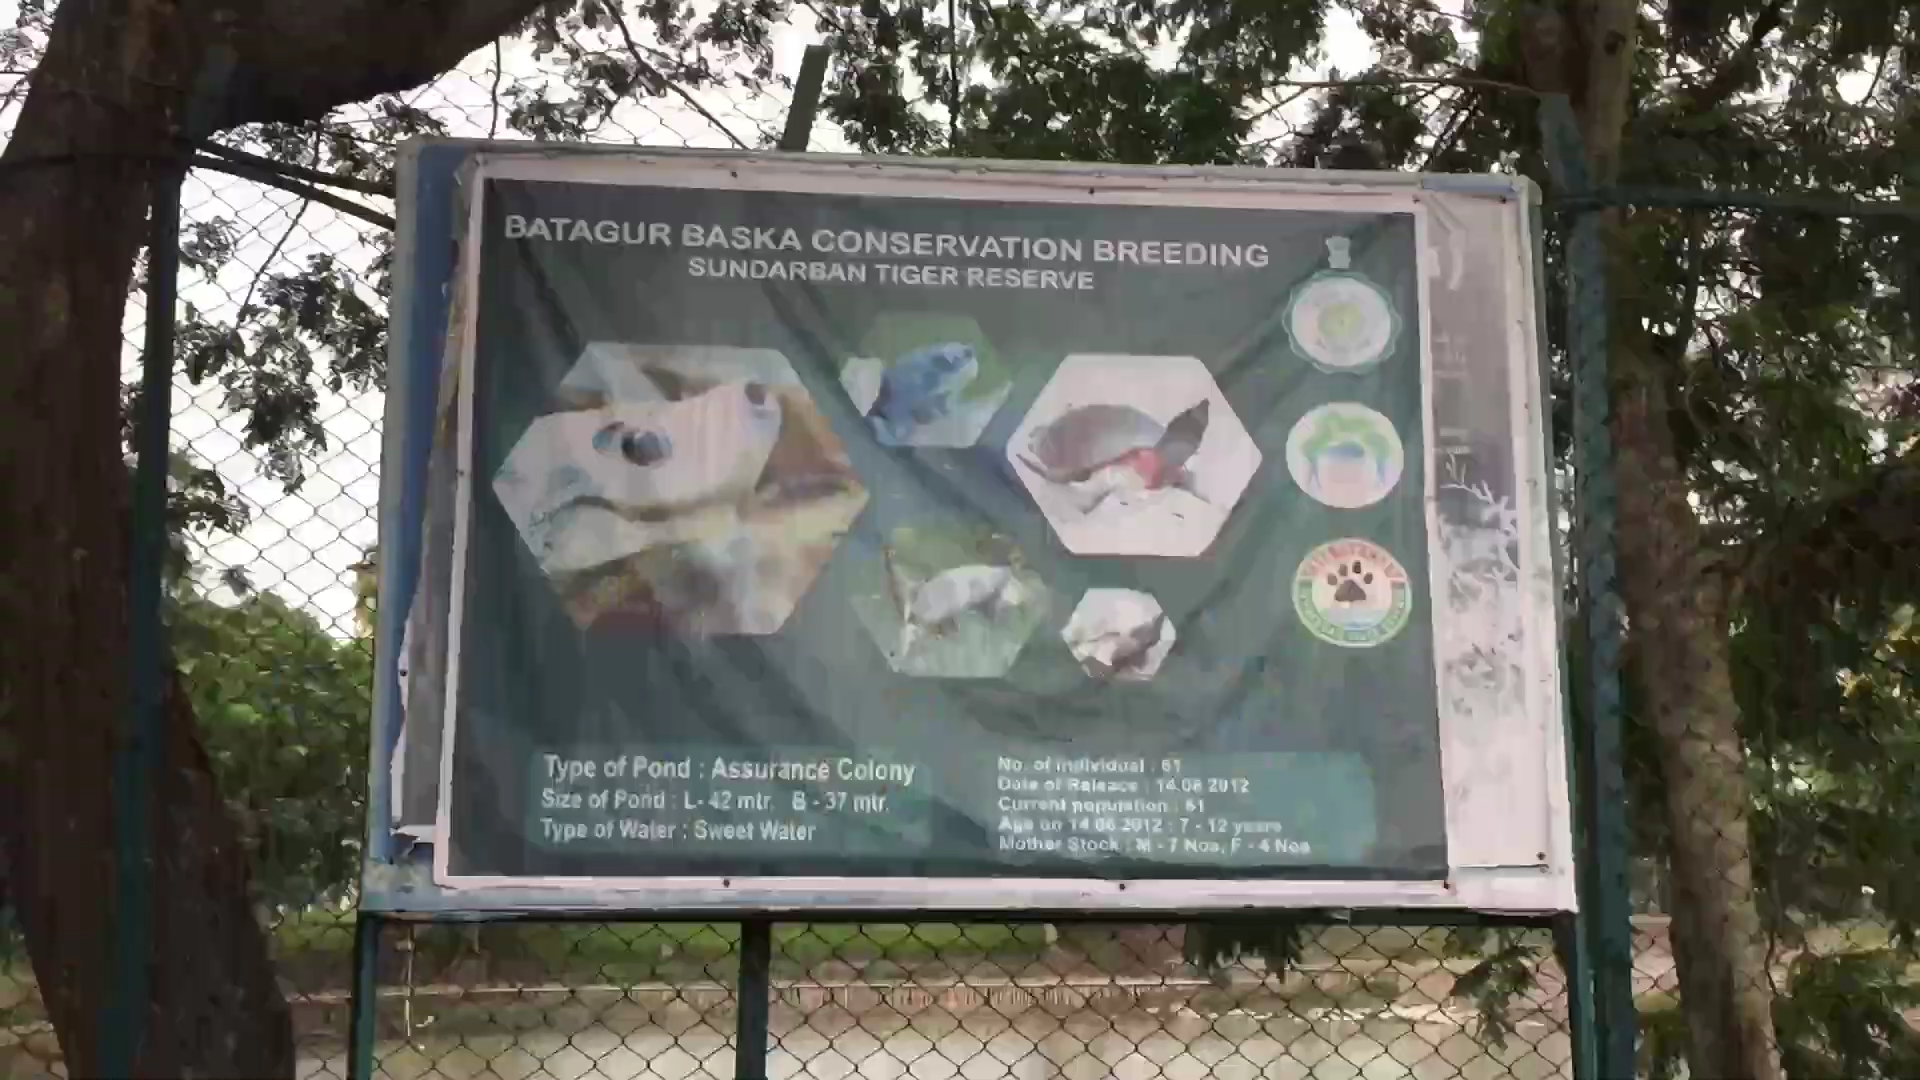 BATAGUR BASKA CONSERVATION BREEDING
SUNDARBAN TIGER RESERVE
Type of Pond : Assurance Colony
Size of Pond : L- 42 mtr. B - 37 mtr.
Type of Water : Sweet Water
No. of individual : 61
Date of Release : 14.06 2012
Current population : 61
Age on 14.06.2012 : 7 - 12 years
Mother Stock : M - 7 Nos, F - 4 Nos